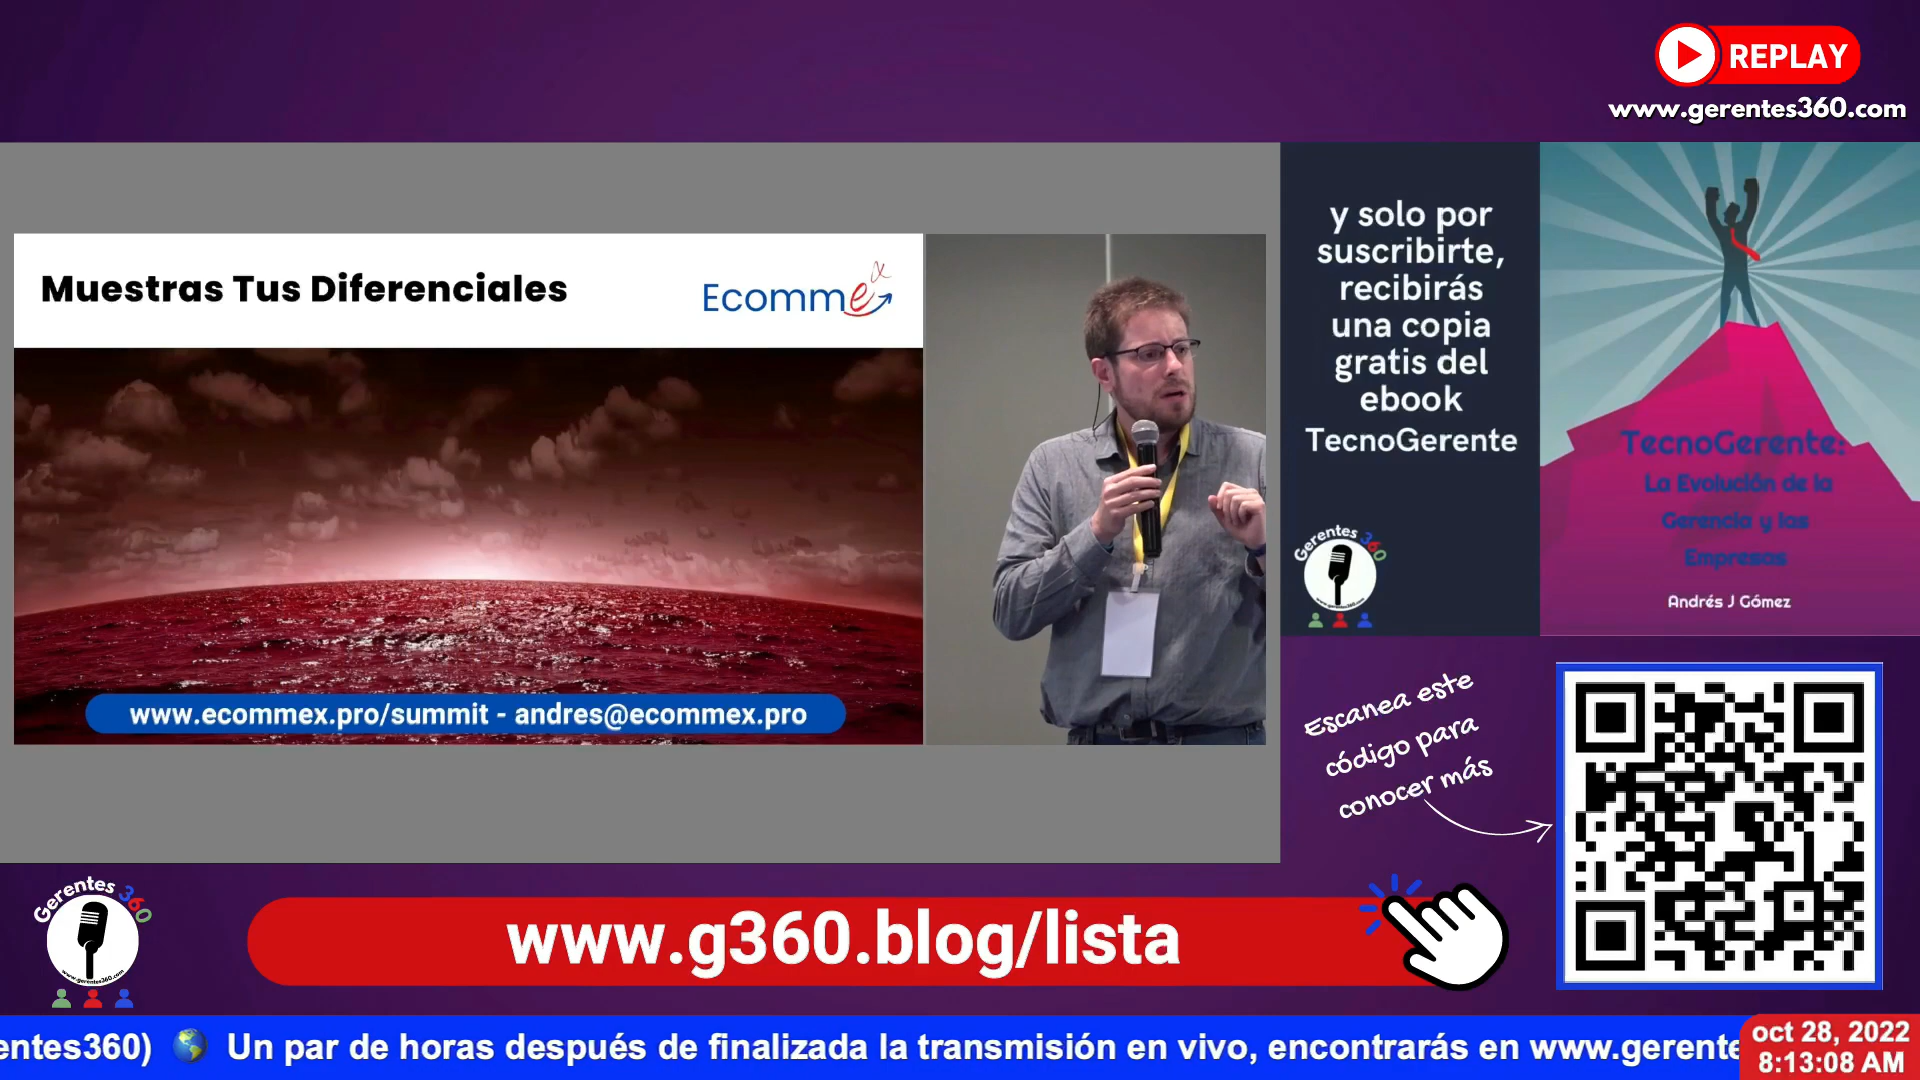 REPLAY
www.gerentes360.com
Muestras Tus Diferenciales
Ecommex
www.ecommex.pro/summit - andres@ecommex.pro
y solo por
suscribirte,
recibirás
una copia
gratis del
ebook
TecnoGerente
Gerentes 360
TecnoGerente:
La Evolución de la
Gerencia y las
Empresas
Andrés J Gómez
Escanea este
código para
conocer más
Gerentes 360
www.gerentes360.com
www.g360.blog/lista
entes360) Un par de horas después de finalizada la transmisión en vivo, encontrarás en www.gerente
oct 28, 2022
8:13:08 AM